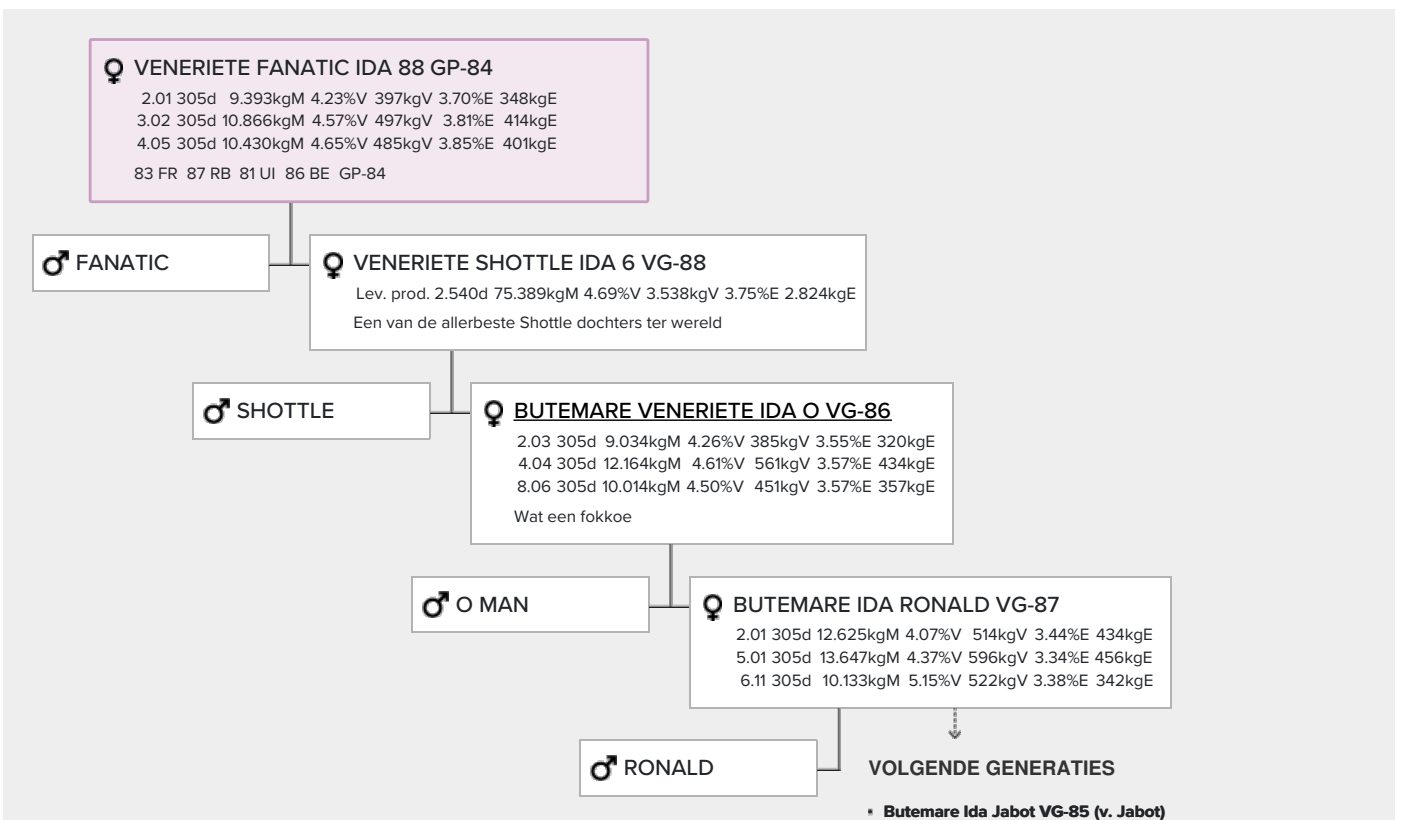 VENERIETE FANATIC IDA 88 GP-84
2.01 305d 9.393kgM 4.23%V 397kgV 3.70%E 348kgE
3.02 305d 10.866kgM 4.57%V 497kgV 3.81%E 414kgE
4.05 305d 10.430kgM 4.65%V 485kgV 3.85%E 401kgE
83 FR 87 RB 81 UI 86 BE GP-84
FANATIC
VENERIETE SHOTTLE IDA 6 VG-88
Lev. prod. 2.540d 75.389kgM 4.69%V 3.538kgV 3.75%E 2.824kgE
Een van de allerbeste Shottle dochters ter wereld
SHOTTLE
BUTEMARE VENERIETE IDA O VG-86
2.03 305d 9.034kgM 4.26%V 385kgV 3.55%E 320kgE
4.04 305d 12.164kgM 4.61%V 561kgV 3.57%E 434kgE
8.06 305d 10.014kgM 4.50%V 451kgV 3.57%E 357kgE
Wat een fokkoe
O MAN
BUTEMARE IDA RONALD VG-87
2.01 305d 12.625kgM 4.07%V 514kgV 3.44%E 434kgE
5.01 305d 13.647kgM 4.37%V 596kgV 3.34%E 456kgE
6.11 305d 10.133kgM 5.15%V 522kgV 3.38%E 342kgE
RONALD
VOLGENDE GENERATIES
▪ Butemare Ida Jabot VG-85 (v. Jabot)